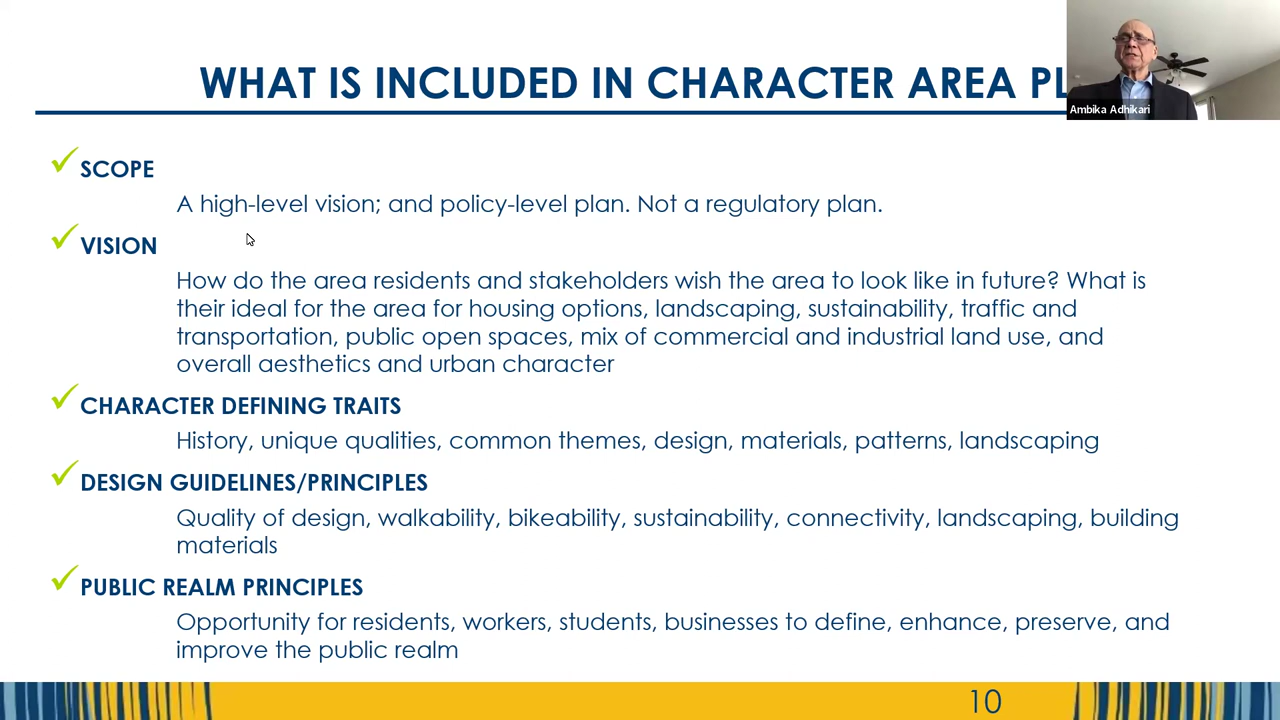 WHAT IS INCLUDED IN CHARACTER AREA PL
Ambika Adhikari
SCOPE
A high-level vision; and policy-level plan. Not a regulatory plan.
VISION
How do the area residents and stakeholders wish the area to look like in future? What is
their ideal for the area for housing options, landscaping, sustainability, traffic and
transportation, public open spaces, mix of commercial and industrial land use, and
overall aesthetics and urban character
CHARACTER DEFINING TRAITS
History, unique qualities, common themes, design, materials, patterns, landscaping
DESIGN GUIDELINES/PRINCIPLES
Quality of design, walkability, bikeability, sustainability, connectivity, landscaping, building
materials
PUBLIC REALM PRINCIPLES
Opportunity for residents, workers, students, businesses to define, enhance, preserve, and
improve the public realm
10